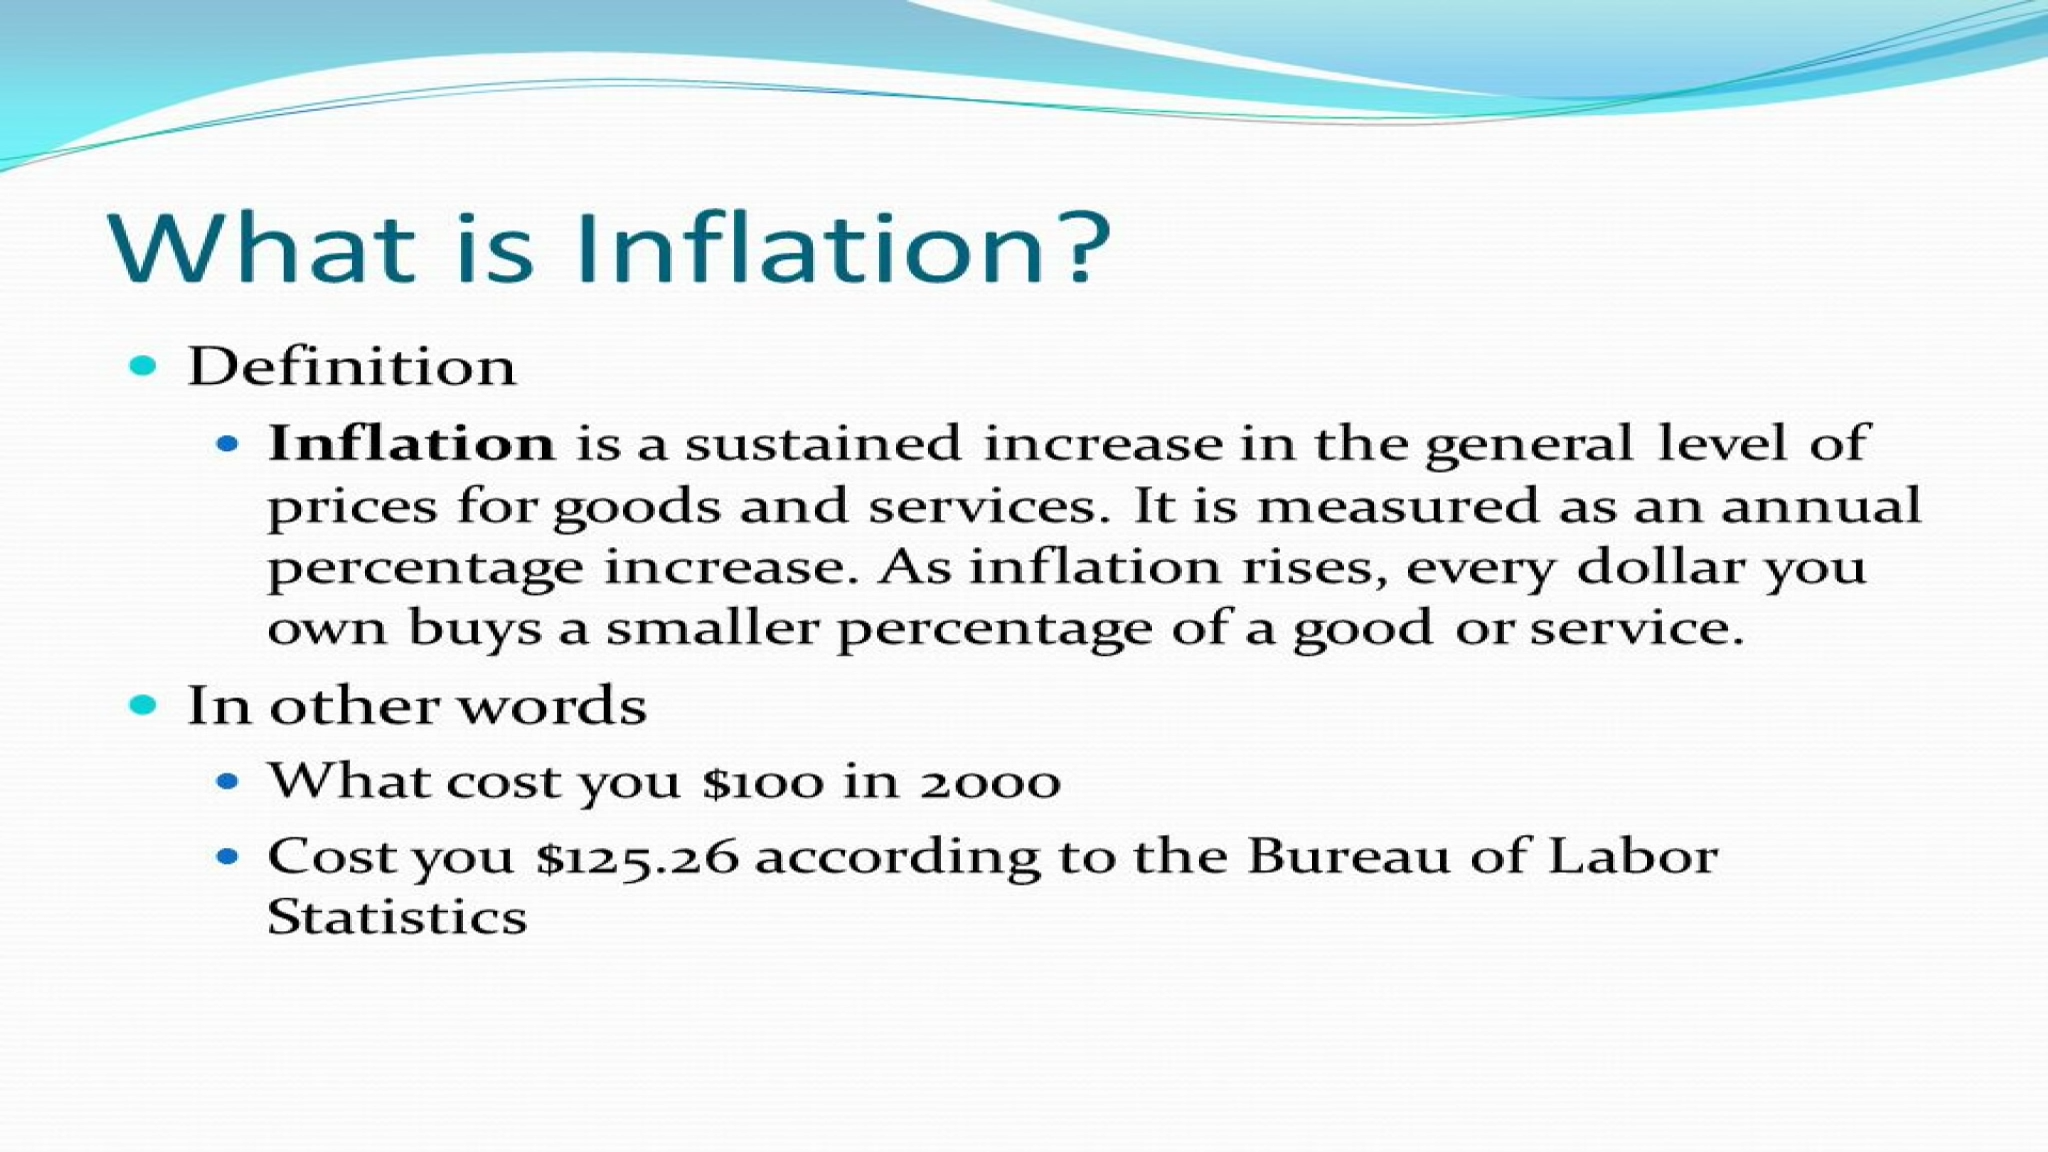 What is Inflation?
Definition
Inflation is a sustained increase in the general level of
prices for goods and services. It is measured as an annual
percentage increase. As inflation rises, every dollar you
own buys a smaller percentage of a good or service.
In other words
What cost you $100 in 2000
Cost you $125.26 according to the Bureau of Labor
Statistics